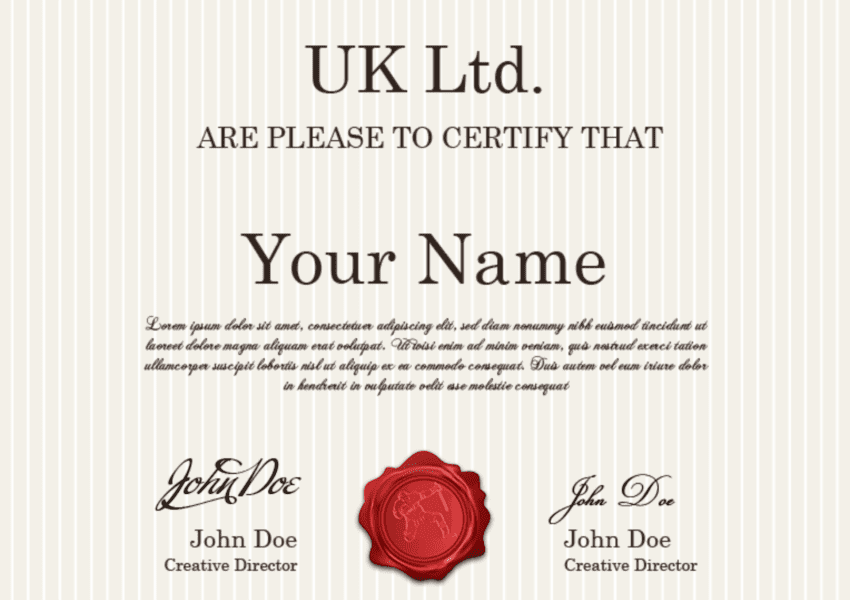 UK Ltd.
ARE PLEASE TO CERTIFY THAT
Your Name
Lorem ipsum dolor sit amet, consectetuer adipiscing elit, sed diam nonummy nibh euismod tincidunt ut
laoreet dolore magna aliquam erat volutpat. Ut wisi enim ad minim veniam, quis nostrud exerci tation
ullamcorper suscipit lobortis nisl ut aliquip ex ea commodo consequat. Duis autem vel eum iriure dolor
in hendrerit in vulputate velit esse molestie consequat
John Doe John Doe
John Doe John Doe
Creative Director Creative Director